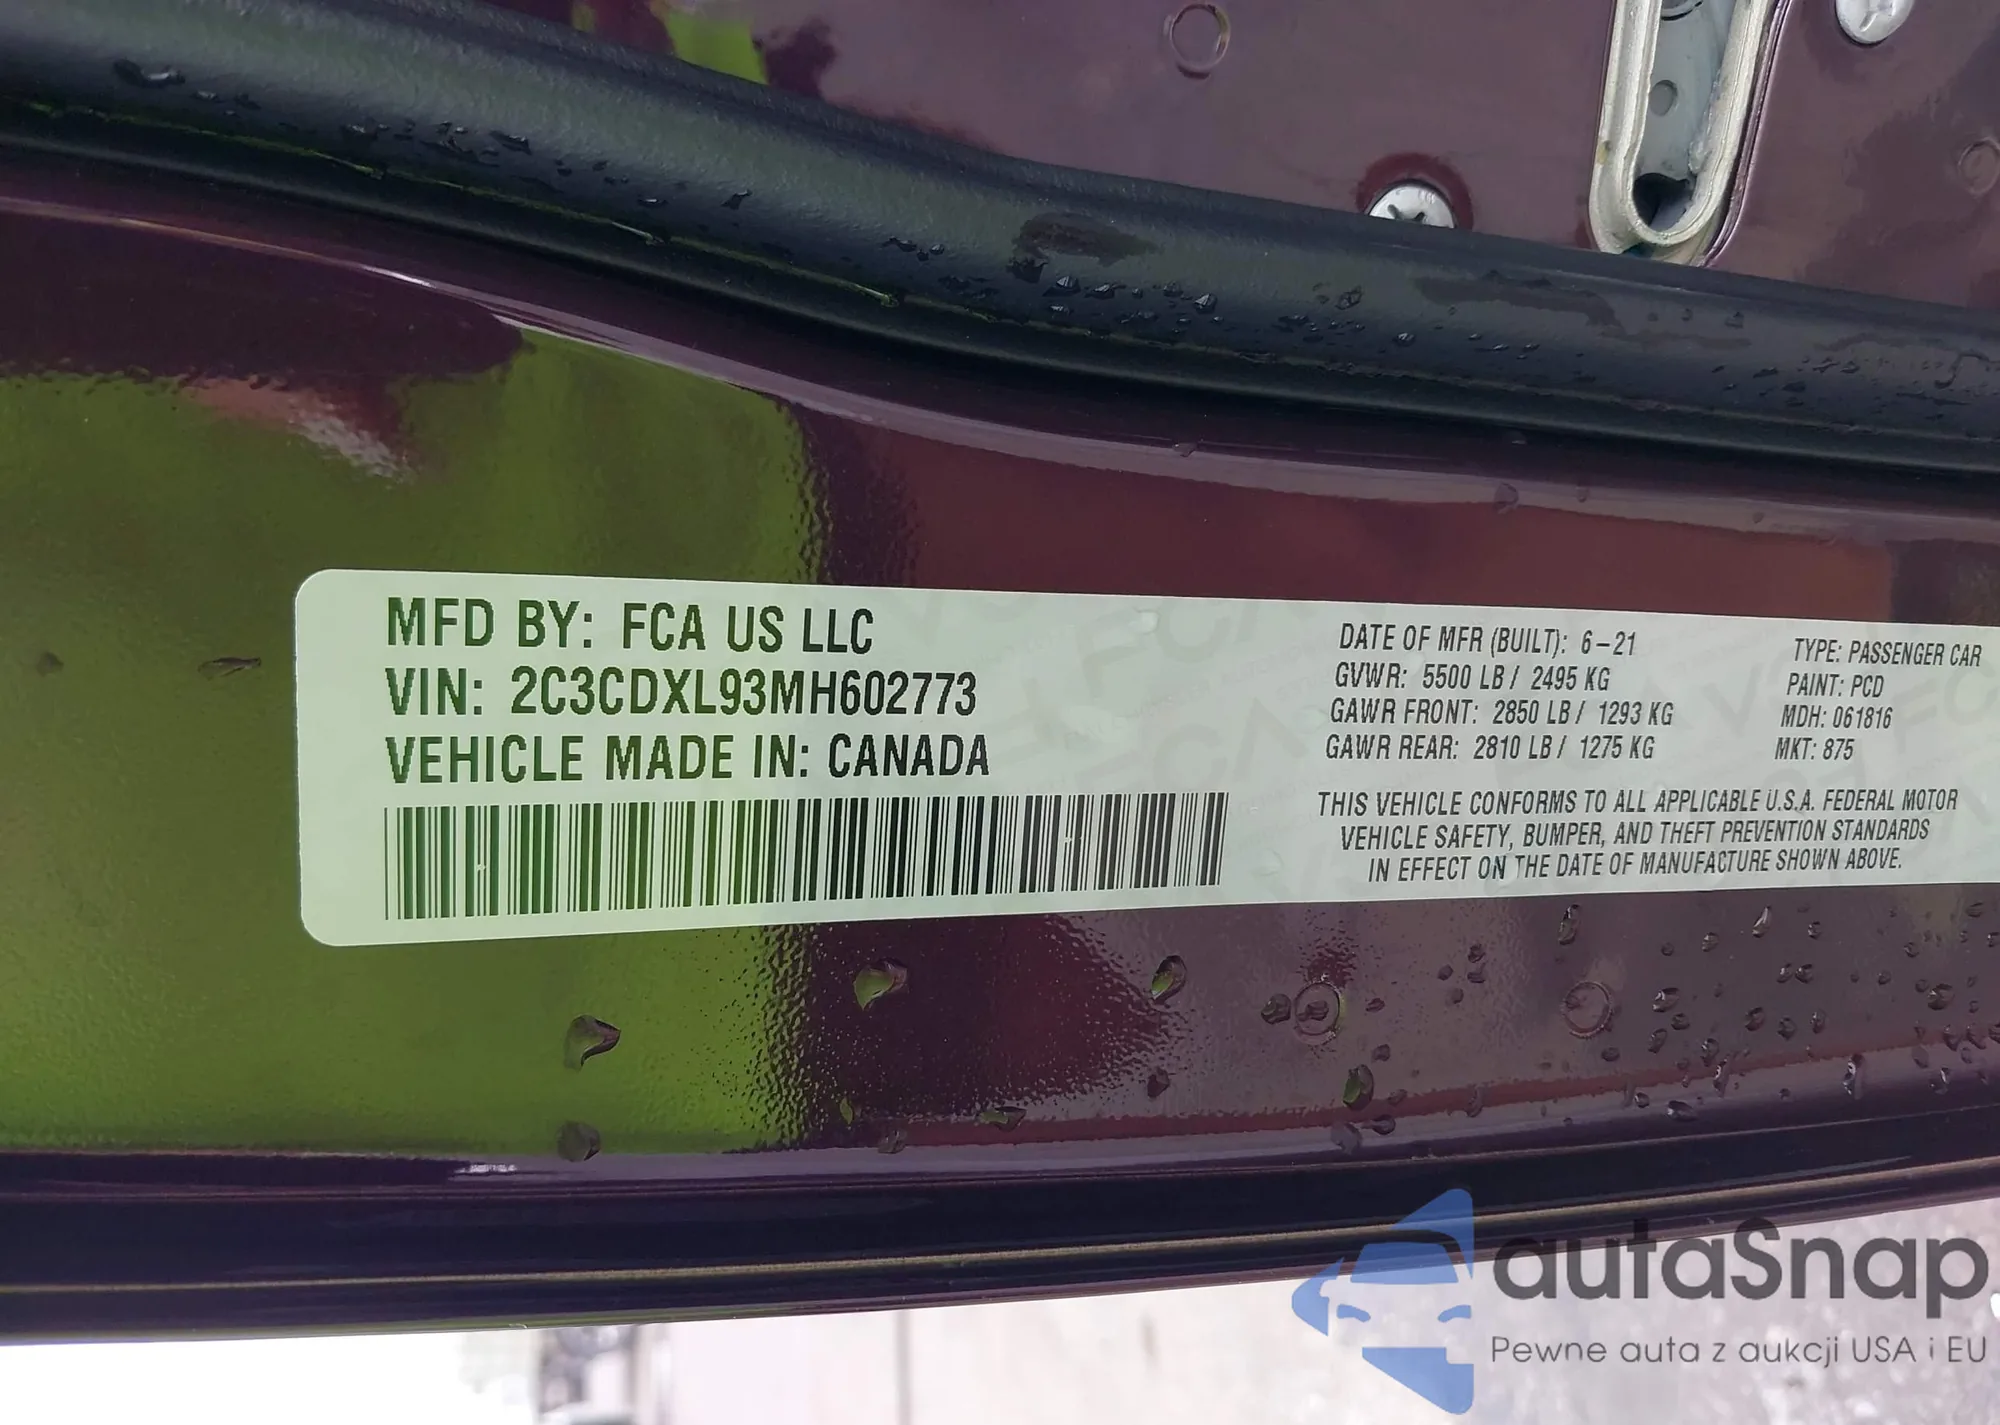 MFD BY: FCA US LLC
VIN: 2C3CDXL93MH602773
VEHICLE MADE IN: CANADA
DATE OF MFR (BUILT): 6-21
GVWR: 5500 LB / 2495 KG
GAWR FRONT: 2850 LB / 1293 KG
GAWR REAR: 2810 LB / 1275 KG
TYPE: PASSENGER CAR
PAINT: PCD
MDH: 061816
MKT: 875
THIS VEHICLE CONFORMS TO ALL APPLICABLE U.S.A. FEDERAL MOTOR
VEHICLE SAFETY, BUMPER, AND THEFT PREVENTION STANDARDS
IN EFFECT ON THE DATE OF MANUFACTURE SHOWN ABOVE.
autaSnap
Pewne auta z aukcji USA i EU